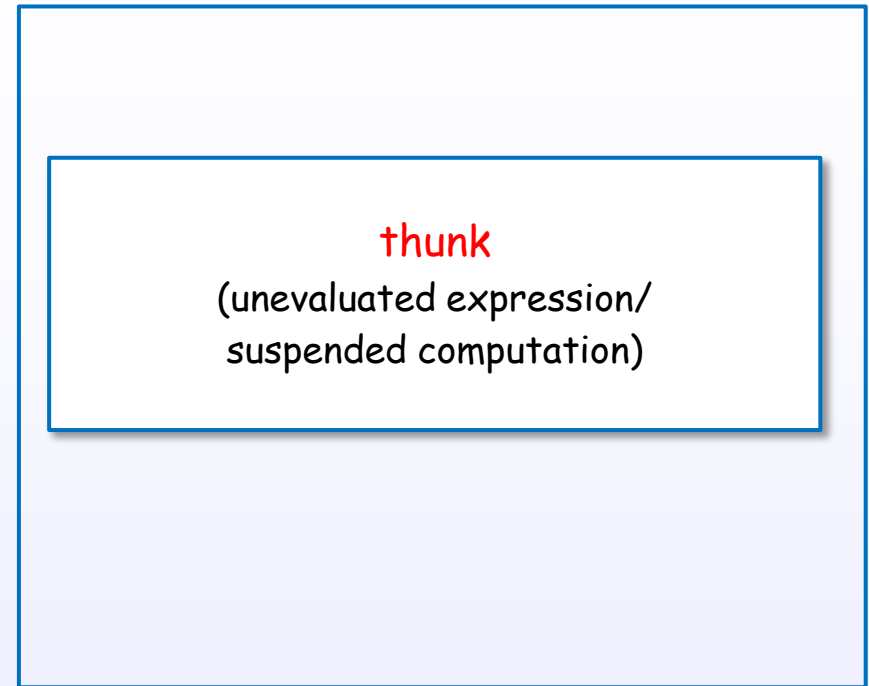 thunk
(unevaluated expression/
suspended computation)